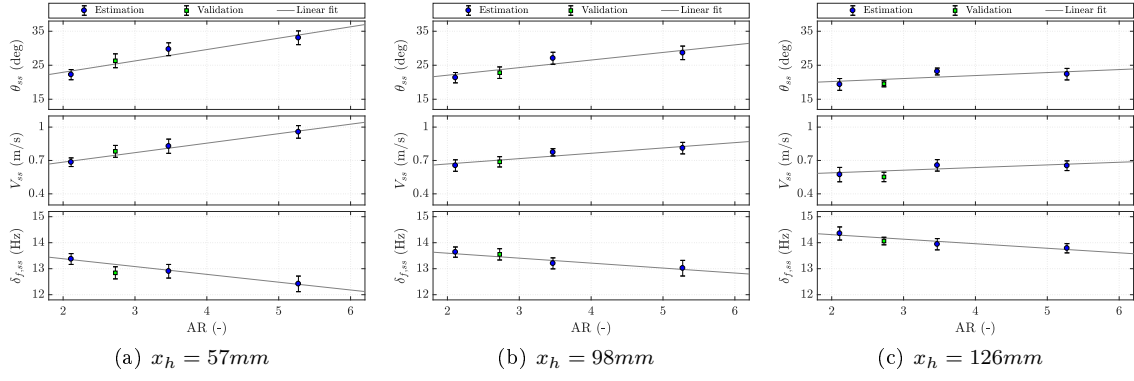 Estimation Validation Linear fit
35
25
15
θss (deg)
1
0.7
0.4
Vss (m/s)
15
14
13
12
δf,ss (Hz)
2 3 4 5 6
AR (-)
(a) xh = 57mm
Estimation Validation Linear fit
35
25
15
θss (deg)
1
0.7
0.4
Vss (m/s)
15
14
13
12
δf,ss (Hz)
2 3 4 5 6
AR (-)
(b) xh = 98mm
Estimation Validation Linear fit
35
25
15
θss (deg)
1
0.7
0.4
Vss (m/s)
15
14
13
12
δf,ss (Hz)
2 3 4 5 6
AR (-)
(c) xh = 126mm